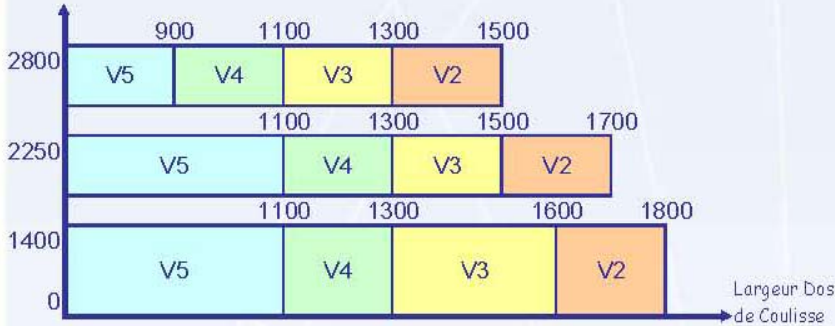 900 1100 1300 1500
2800
V5 V4 V3 V2
1100 1300 1500 1700
2250
V5 V4 V3 V2
1100 1300 1600 1800
1400
V5 V4 V3 V2
0
Largeur Dos
de Coulisse